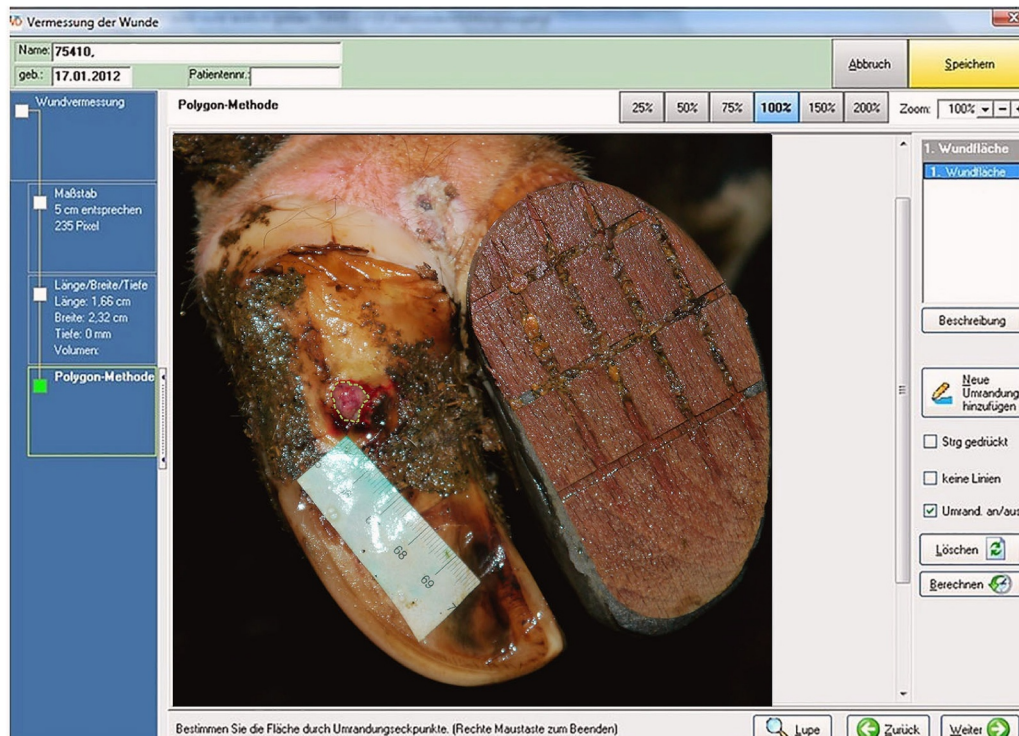 Vermessung der Wunde
Name: 75410,
geb.: 17.01.2012 Patientennr.:
Abbruch
Speichern
Wundvermessung
Maßstab
5 cm entsprechen
235 Pixel
Länge/Breite/Tiefe
Länge: 1,66 cm
Breite: 2,32 cm
Tiefe: 0 mm
Volumen:
Polygon-Methode
Polygon-Methode
25% 50% 75% 100% 150% 200% Zoom: 100%
68
69
1. Wundfläche
1. Wundfläche
Beschreibung
Neue
Umrandung
hinzufügen
Strg gedrückt
keine Linien
Umrand. an/aus
Löschen
Berechnen
Bestimmen Sie die Fläche durch Umrandungseckpunkte. (Rechte Maustaste zum Beenden)
Lupe
Zurück
Weiter